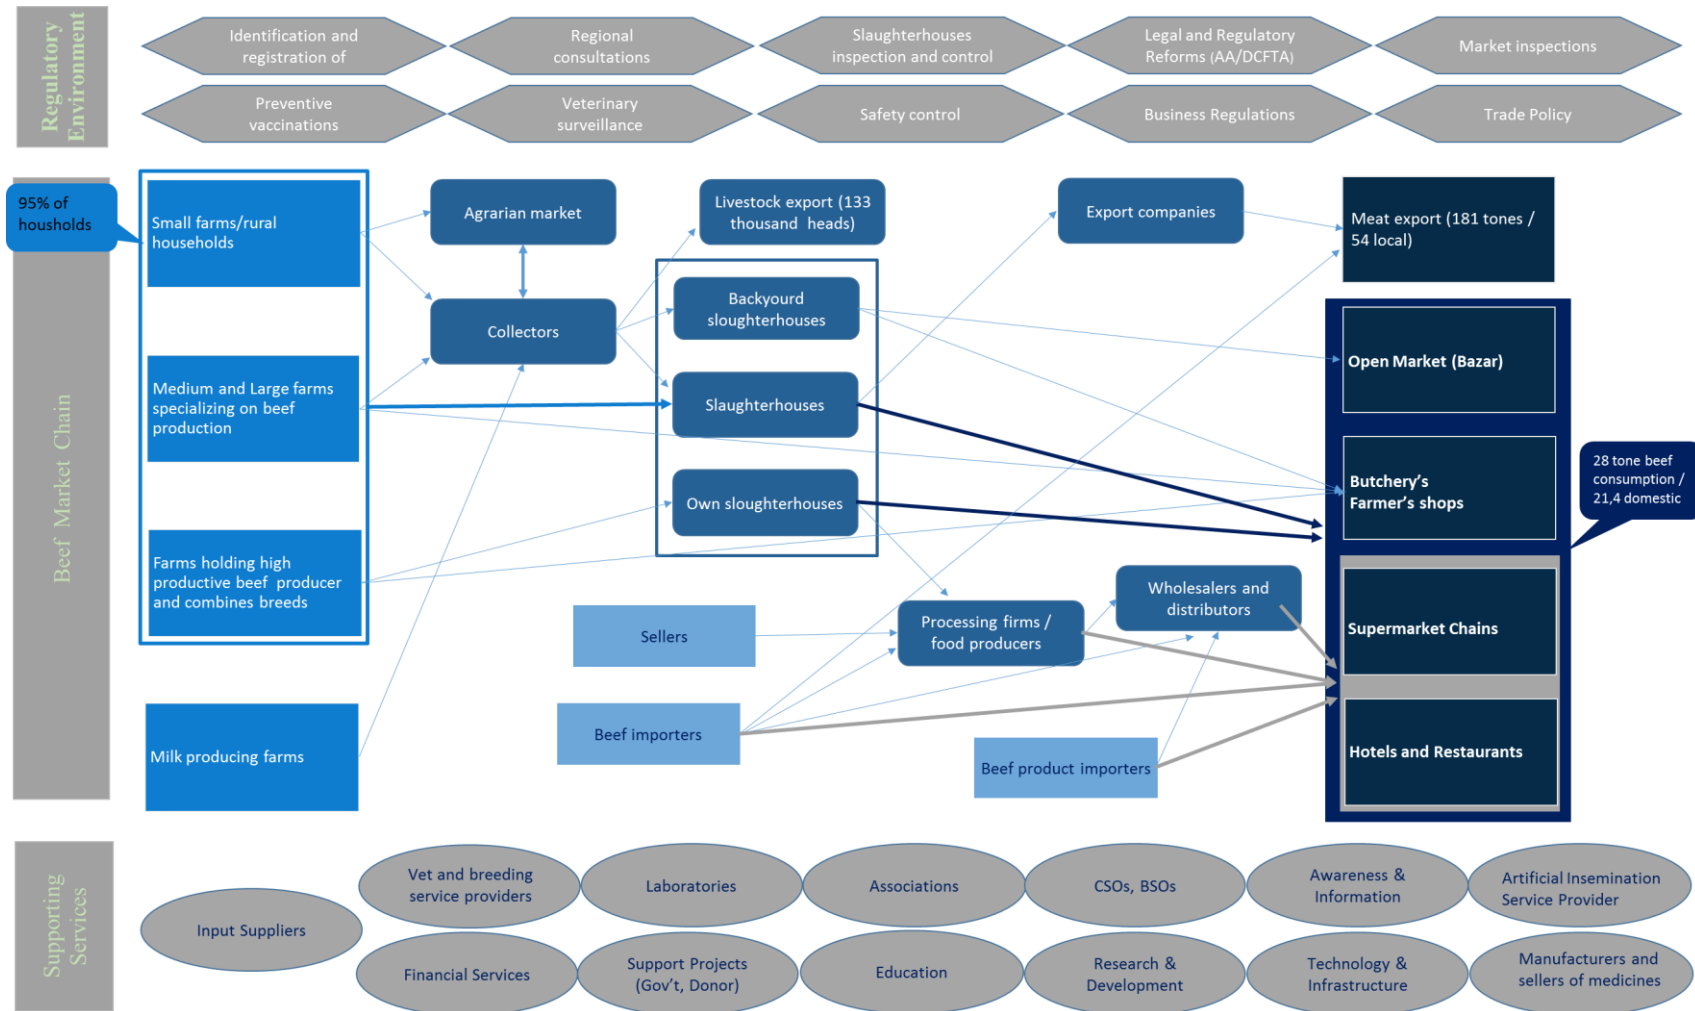 Regulatory
Environment
Identification and
registration of
Regional
consultations
Slaughterhouses
inspection and control
Legal and Regulatory
Reforms (AA/DCFTA)
Market inspections
Preventive
vaccinations
Veterinary
surveillance
Safety control
Business Regulations
Trade Policy
Beef Market Chain
95% of
housholds
Small farms/rural
households
Medium and Large farms
specializing on beef
production
Farms holding high
productive beef producer
and combines breeds
Milk producing farms
Agrarian market
Collectors
Livestock export (133
thousand heads)
Backyourd
sloughterhouses
Slaughterhouses
Own sloughterhouses
Sellers
Beef importers
Processing firms /
food producers
Export companies
Wholesalers and
distributors
Beef product importers
Meat export (181 tones /
54 local)
Open Market (Bazar)
Butchery's
Farmer's shops
Supermarket Chains
Hotels and Restaurants
28 tone beef
consumption /
21,4 domestic
Supporting
Services
Input Suppliers
Vet and breeding
service providers
Laboratories
Associations
CSOs, BSOs
Awareness &
Information
Artificial Insemination
Service Provider
Financial Services
Support Projects
(Gov't, Donor)
Education
Research &
Development
Technology &
Infrastructure
Manufacturers and
sellers of medicines